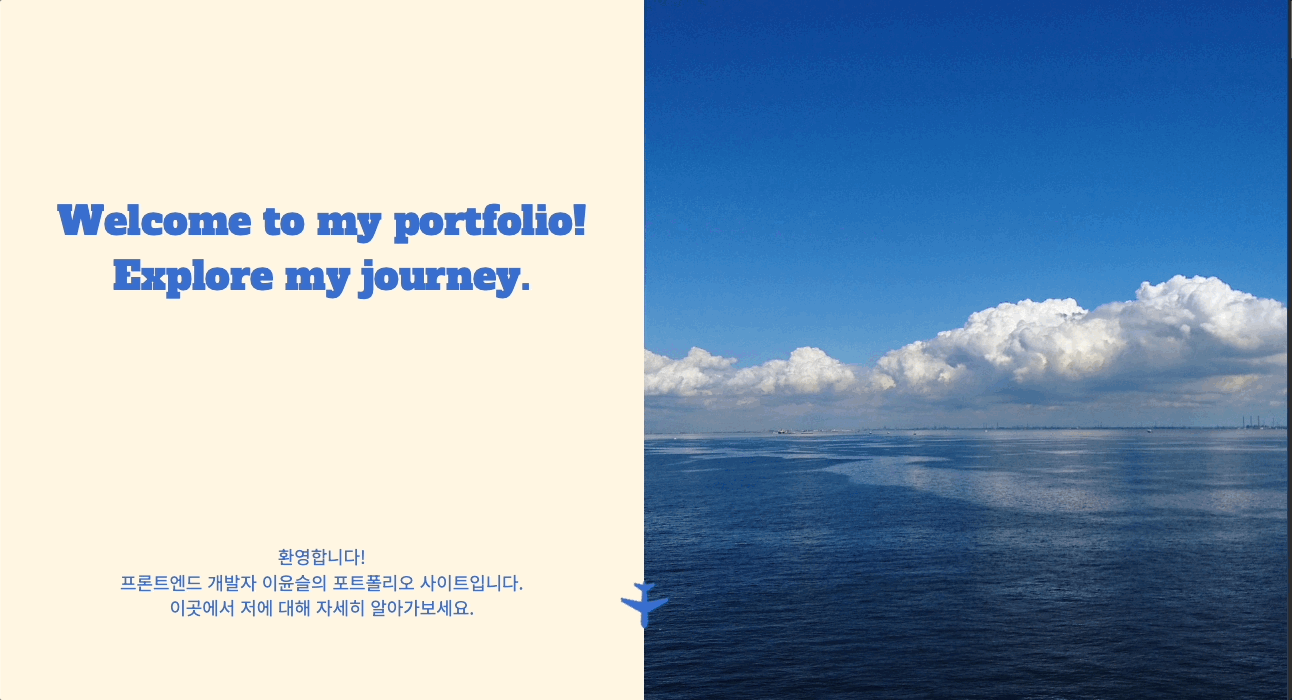 Welcome to my portfolio!
Explore my journey.
환영합니다!
프론트엔드 개발자 이윤슬의 포트폴리오 사이트입니다.
이곳에서 저에 대해 자세히 알아가보세요.